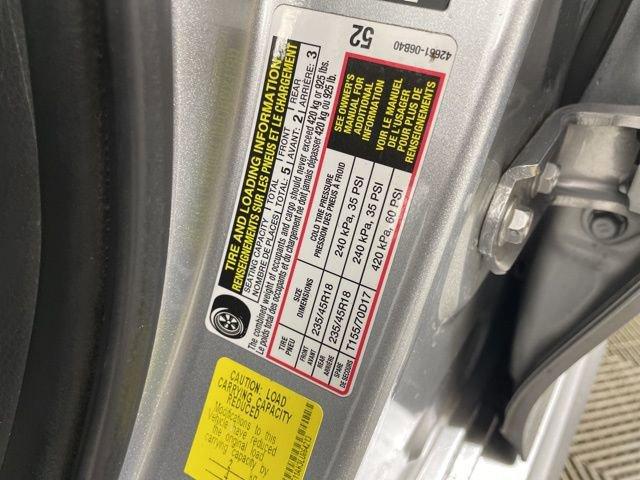 TIRE AND LOADING INFORMATION
RENSEIGNEMENTS SUR LES PNEUS ET LE CHARGEMENT
SEATING CAPACITY TOTAL 5 FRONT 2 REAR 3
NOMBRE DE PLACES TOTAL: AVANT: ARRIÈRE:
The combined weight of occupants and cargo should never exceed 420 kg or 925 lbs.
Le poids total des occupants et du chargement ne doit jamais dépasser 420 kg ou 925 lb.
TIRE SIZE COLD TIRE PRESSURE
PNEU DIMENSIONS PRESSION DES PNEUS À FROID
FRONT
AVANT 235/45R18 240 kPa, 35 PSI
REAR
ARRIÈRE 235/45R18 240 kPa, 35 PSI
SPARE
DE SECOURS T155/70D17 420 kPa, 60 PSI
SEE OWNER'S
MANUAL FOR
ADDITIONAL
INFORMATION
VOIR LE MANUEL
DE L'USAGER
POUR PLUS DE
RENSEIGNEMENTS
52
42661-06B40
CAUTION- LOAD
CARRYING CAPACITY
REDUCED
Modifications to this
vehicle have reduced
the original load
carrying capacity by